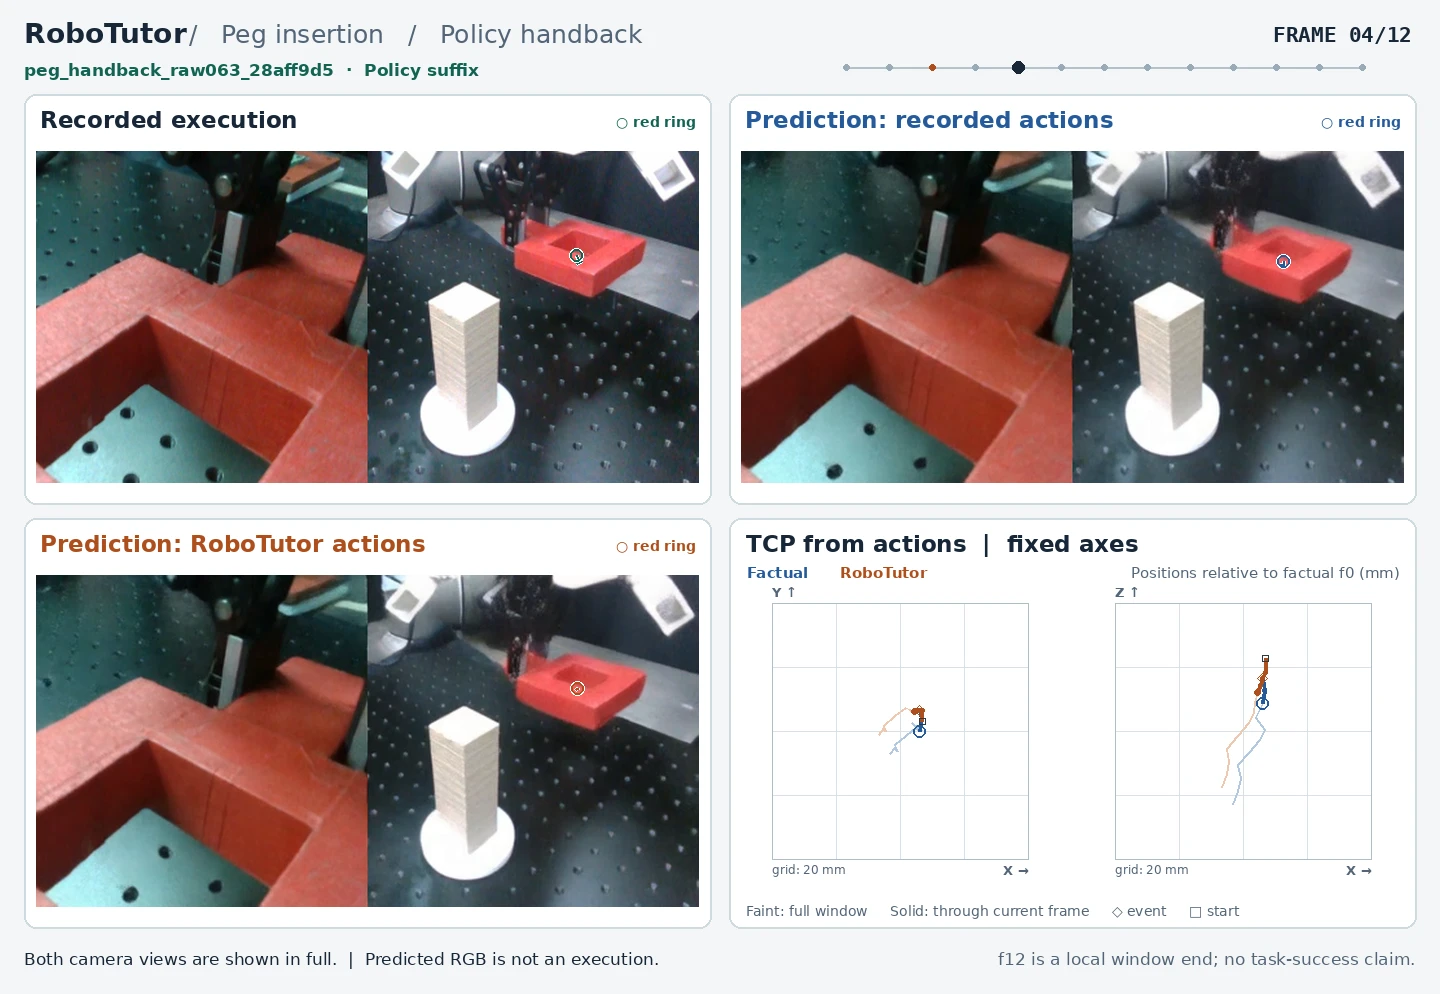 RoboTutor / Peg insertion / Policy handback
FRAME 04/12
peg_handback_raw063_28aff9d5 · Policy suffix
Recorded execution
○ red ring
Prediction: recorded actions
○ red ring
Prediction: RoboTutor actions
○ red ring
TCP from actions | fixed axes
Factual RoboTutor
Positions relative to factual f0 (mm)
Y ↑
Z ↑
grid: 20 mm
X →
grid: 20 mm
X →
Faint: full window Solid: through current frame ◇ event □ start
Both camera views are shown in full. | Predicted RGB is not an execution.
f12 is a local window end; no task-success claim.